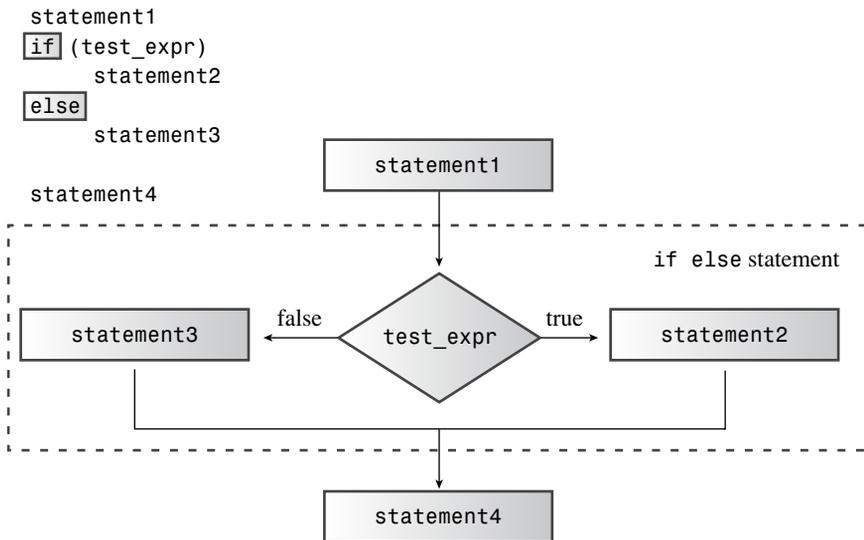 statement1
if (test_expr)
statement2
else
statement3
statement4
statement1
if else statement
false
true
statement3
test_expr
statement2
statement4